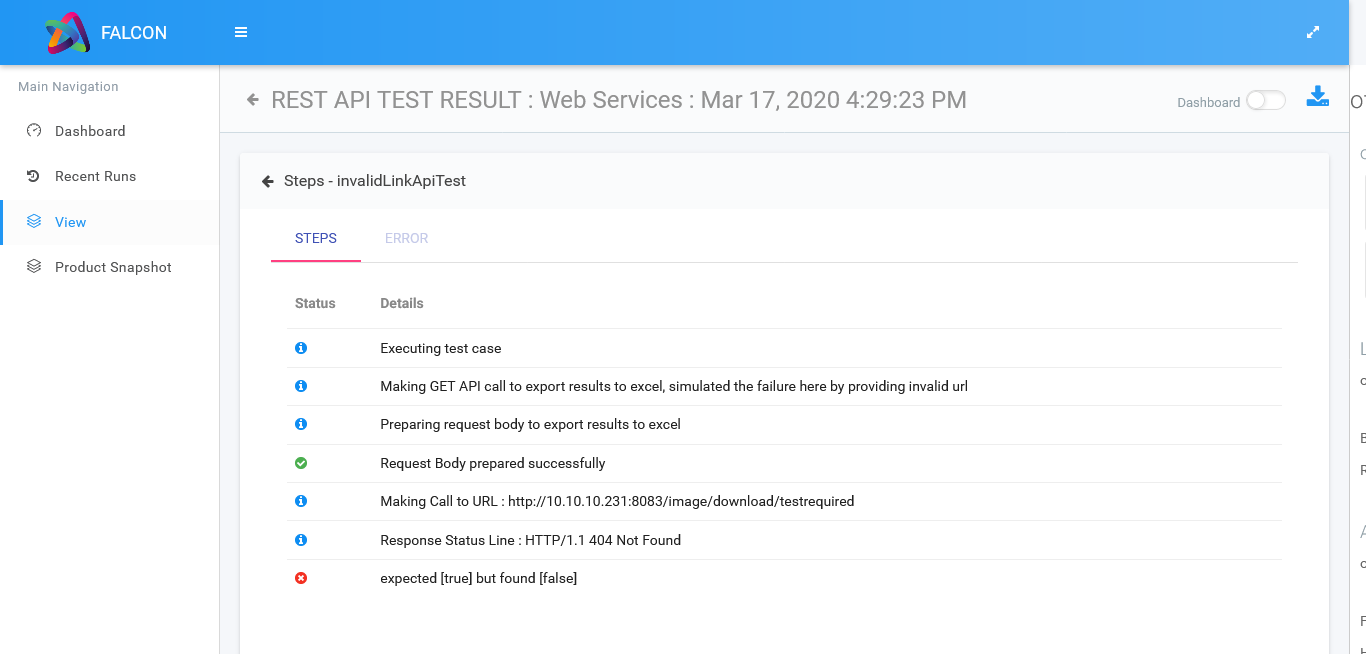 FALCON
Main Navigation
Dashboard
Recent Runs
View
Product Snapshot
REST API TEST RESULT : Web Services : Mar 17, 2020 4:29:23 PM
Dashboard
Steps - invalidLinkApiTest
STEPS ERROR
Status Details
Executing test case
Making GET API call to export results to excel, simulated the failure here by providing invalid url
Preparing request body to export results to excel
Request Body prepared successfully
Making Call to URL : http://10.10.10.231:8083/image/download/testrequired
Response Status Line : HTTP/1.1 404 Not Found
expected [true] but found [false]